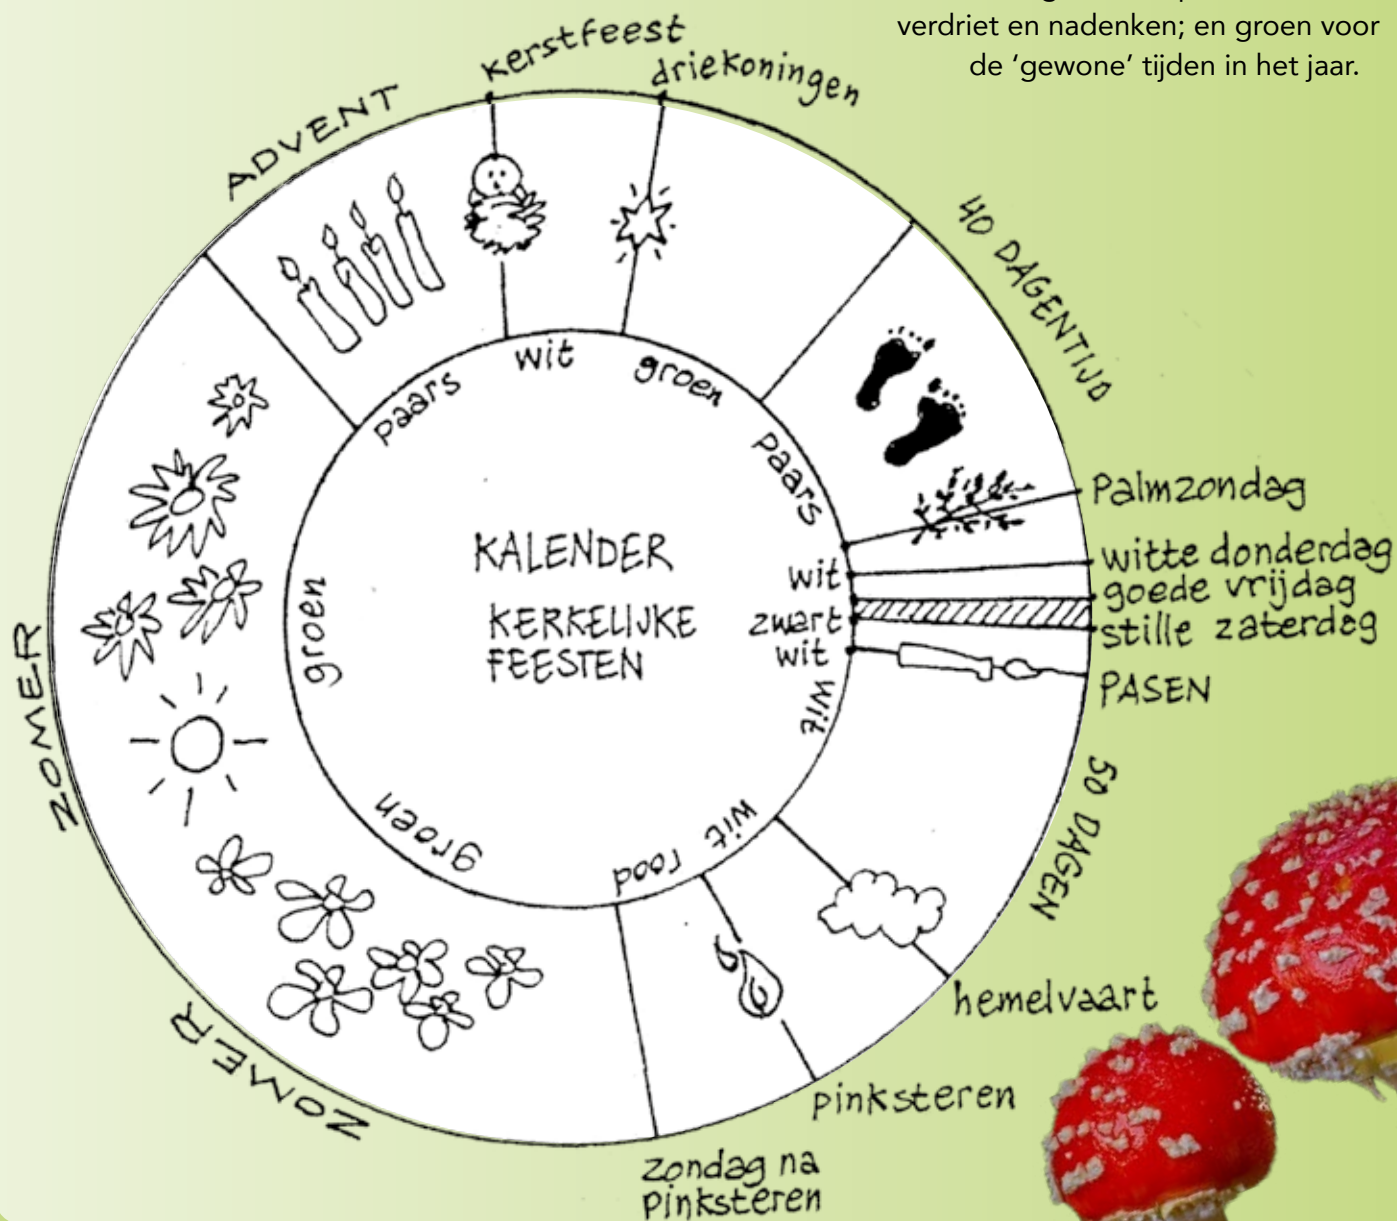 verdriet en nadenken; en groen voor
de ‘gewone’ tijden in het jaar.
kerstfeest
driekoningen
ADVENT
40 DAGENTIJD
Palmzondag
witte donderdag
goede vrijdag
stille zaterdag
PASEN
50 DAGEN
hemelvaart
pinksteren
zondag na
pinksteren
ZOMER
ZOMER
paars
wit
groen
paars
wit
zwart
wit
wit
wit
rood
groen
groen
KALENDER
KERKELIJKE
FEESTEN